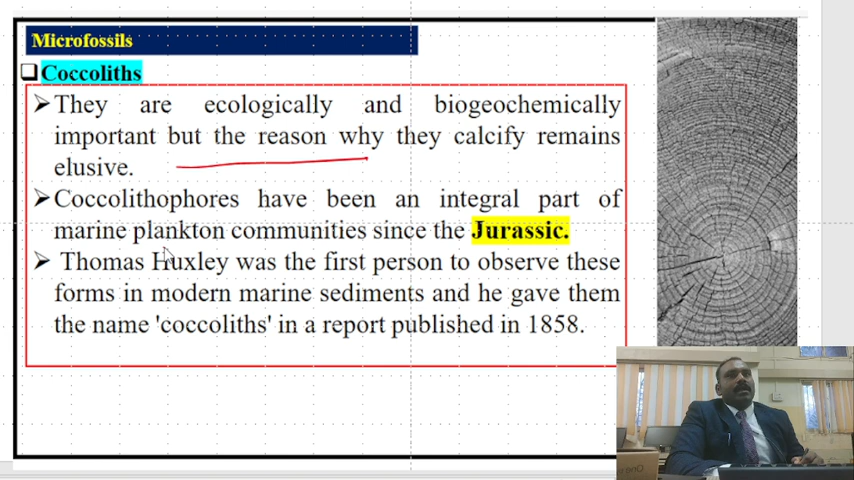 Microfossils
Coccoliths
They are ecologically and biogeochemically
important but the reason why they calcify remains
elusive.
Coccolithophores have been an integral part of
marine plankton communities since the Jurassic.
Thomas Huxley was the first person to observe these
forms in modern marine sediments and he gave them
the name 'coccoliths' in a report published in 1858.